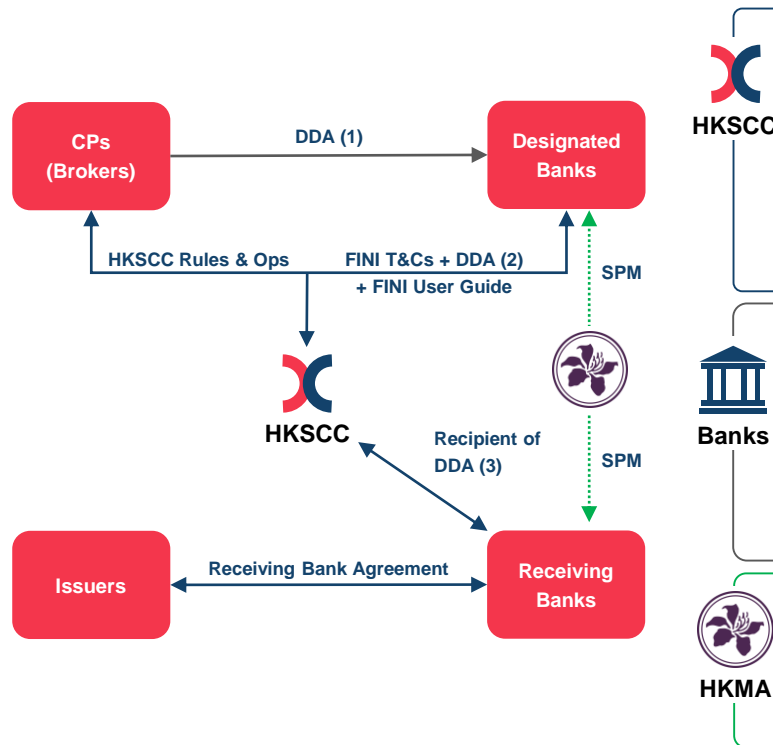 CPs
(Brokers)
DDA (1)
Designated
Banks
HKSCC
HKSCC Rules & Ops
FINI T&Cs + DDA (2)
+ FINI User Guide
SPM
HKSCC
Recipient of
DDA (3)
SPM
Banks
Issuers
Receiving Bank Agreement
Receiving
Banks
HKMA